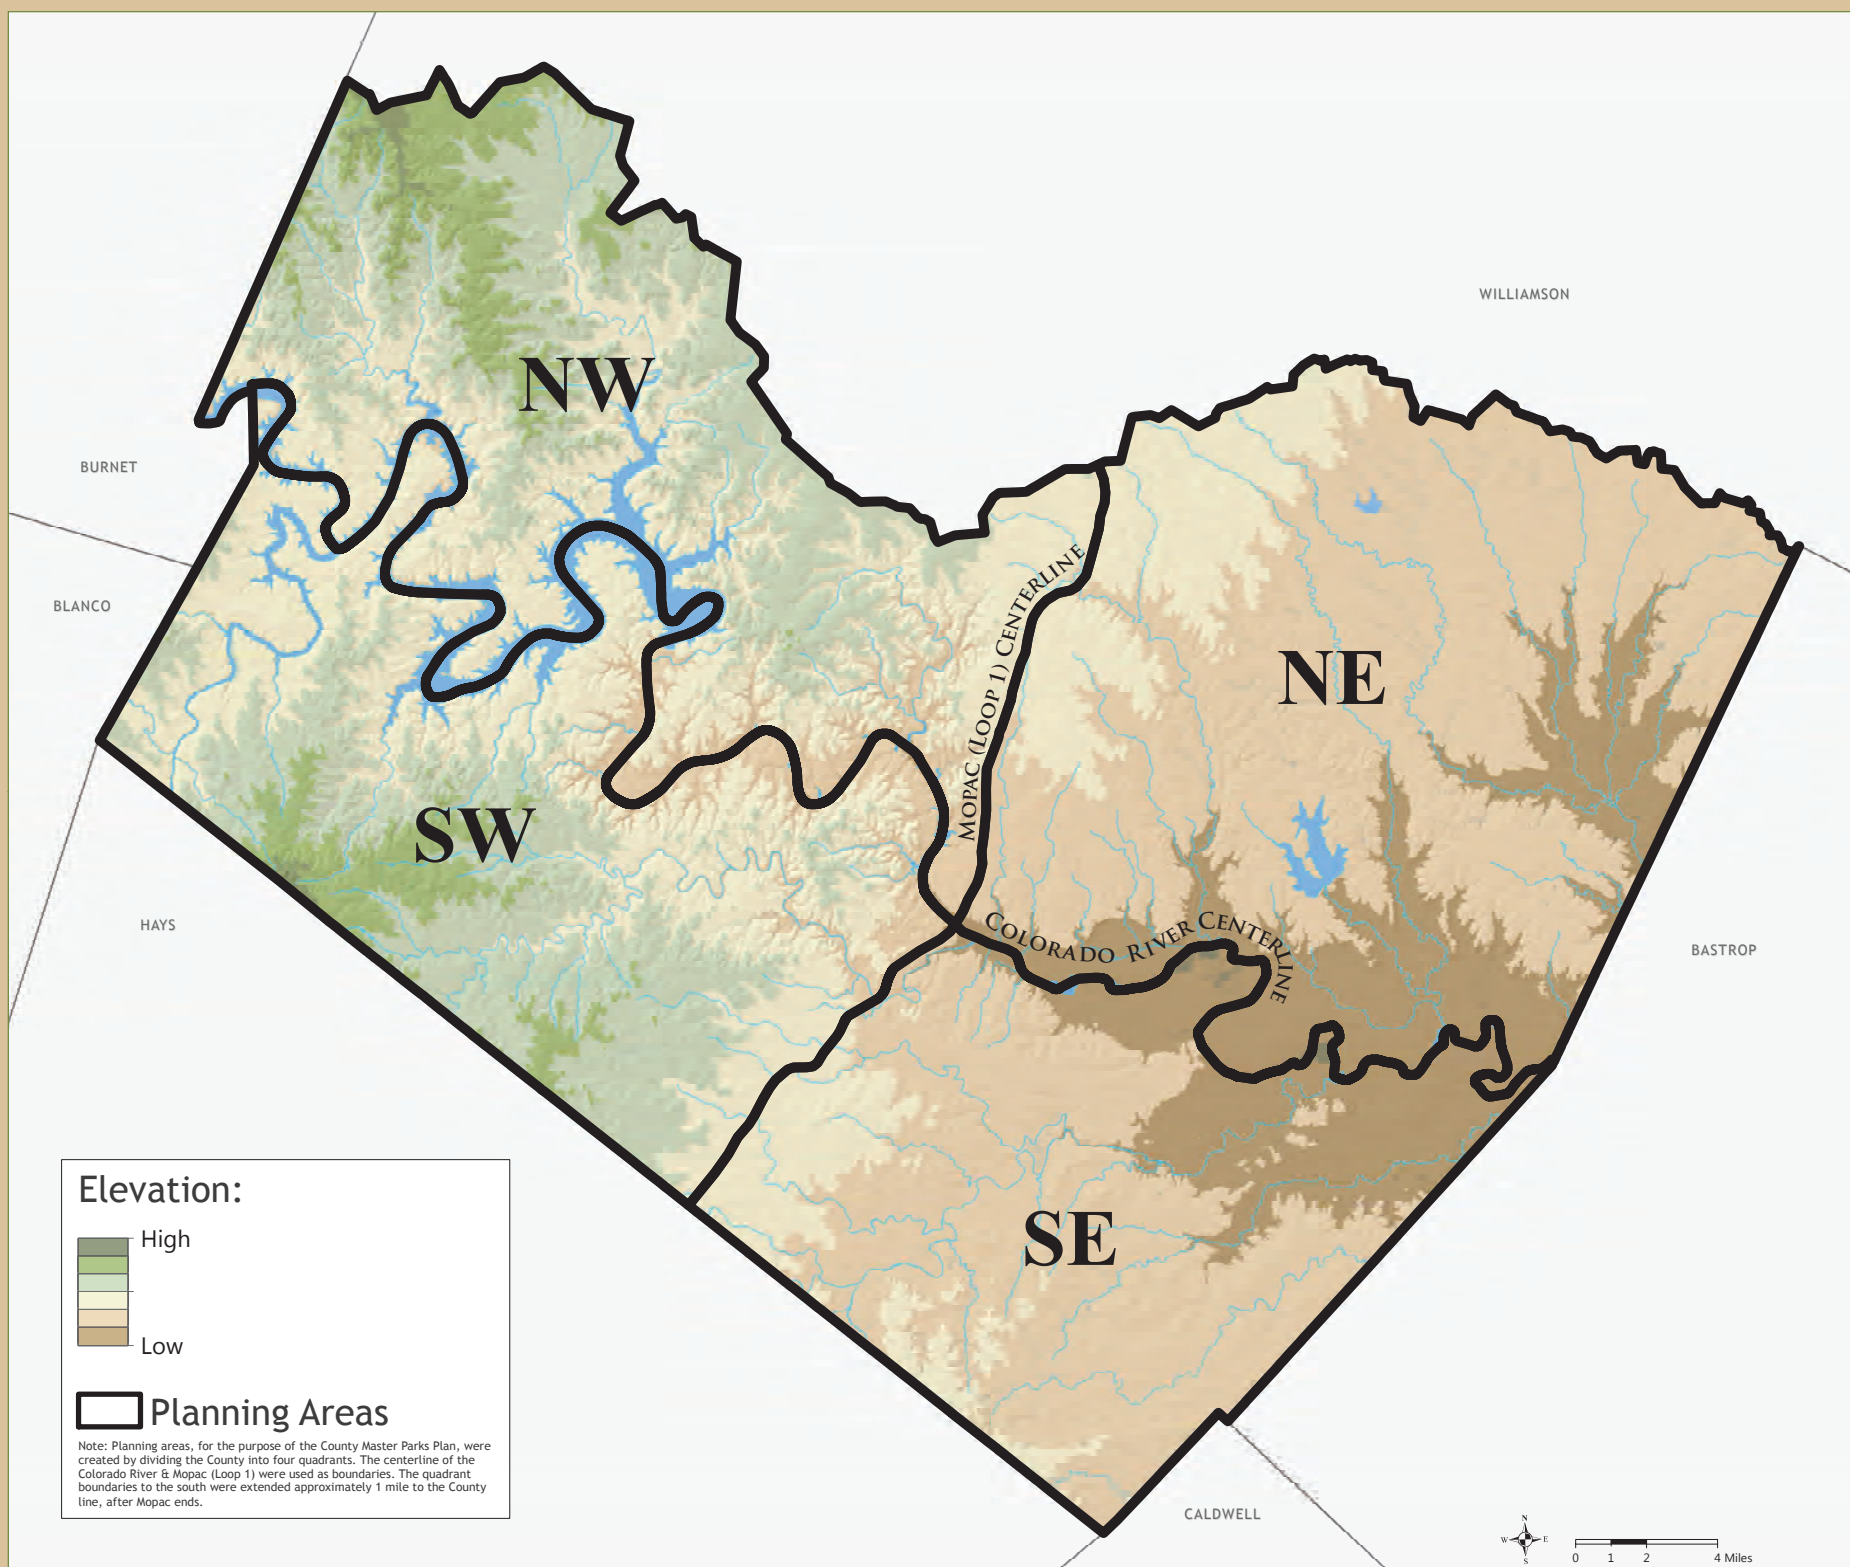 WILLIAMSON
NW
BURNET
MOPAC (LOOP 1) CENTERLINE
BLANCO
NE
SW
HAYS
COLORADO RIVER CENTERLINE
BASTROP
SE
Elevation:
High
Low
Planning Areas
Note: Planning areas, for the purpose of the County Master Parks Plan, were
created by dividing the County into four quadrants. The centerline of the
Colorado River & Mopac (Loop 1) were used as boundaries. The quadrant
boundaries to the south were extended approximately 1 mile to the County
line, after Mopac ends.
CALDWELL
N
W E
S
0 1 2 4 Miles